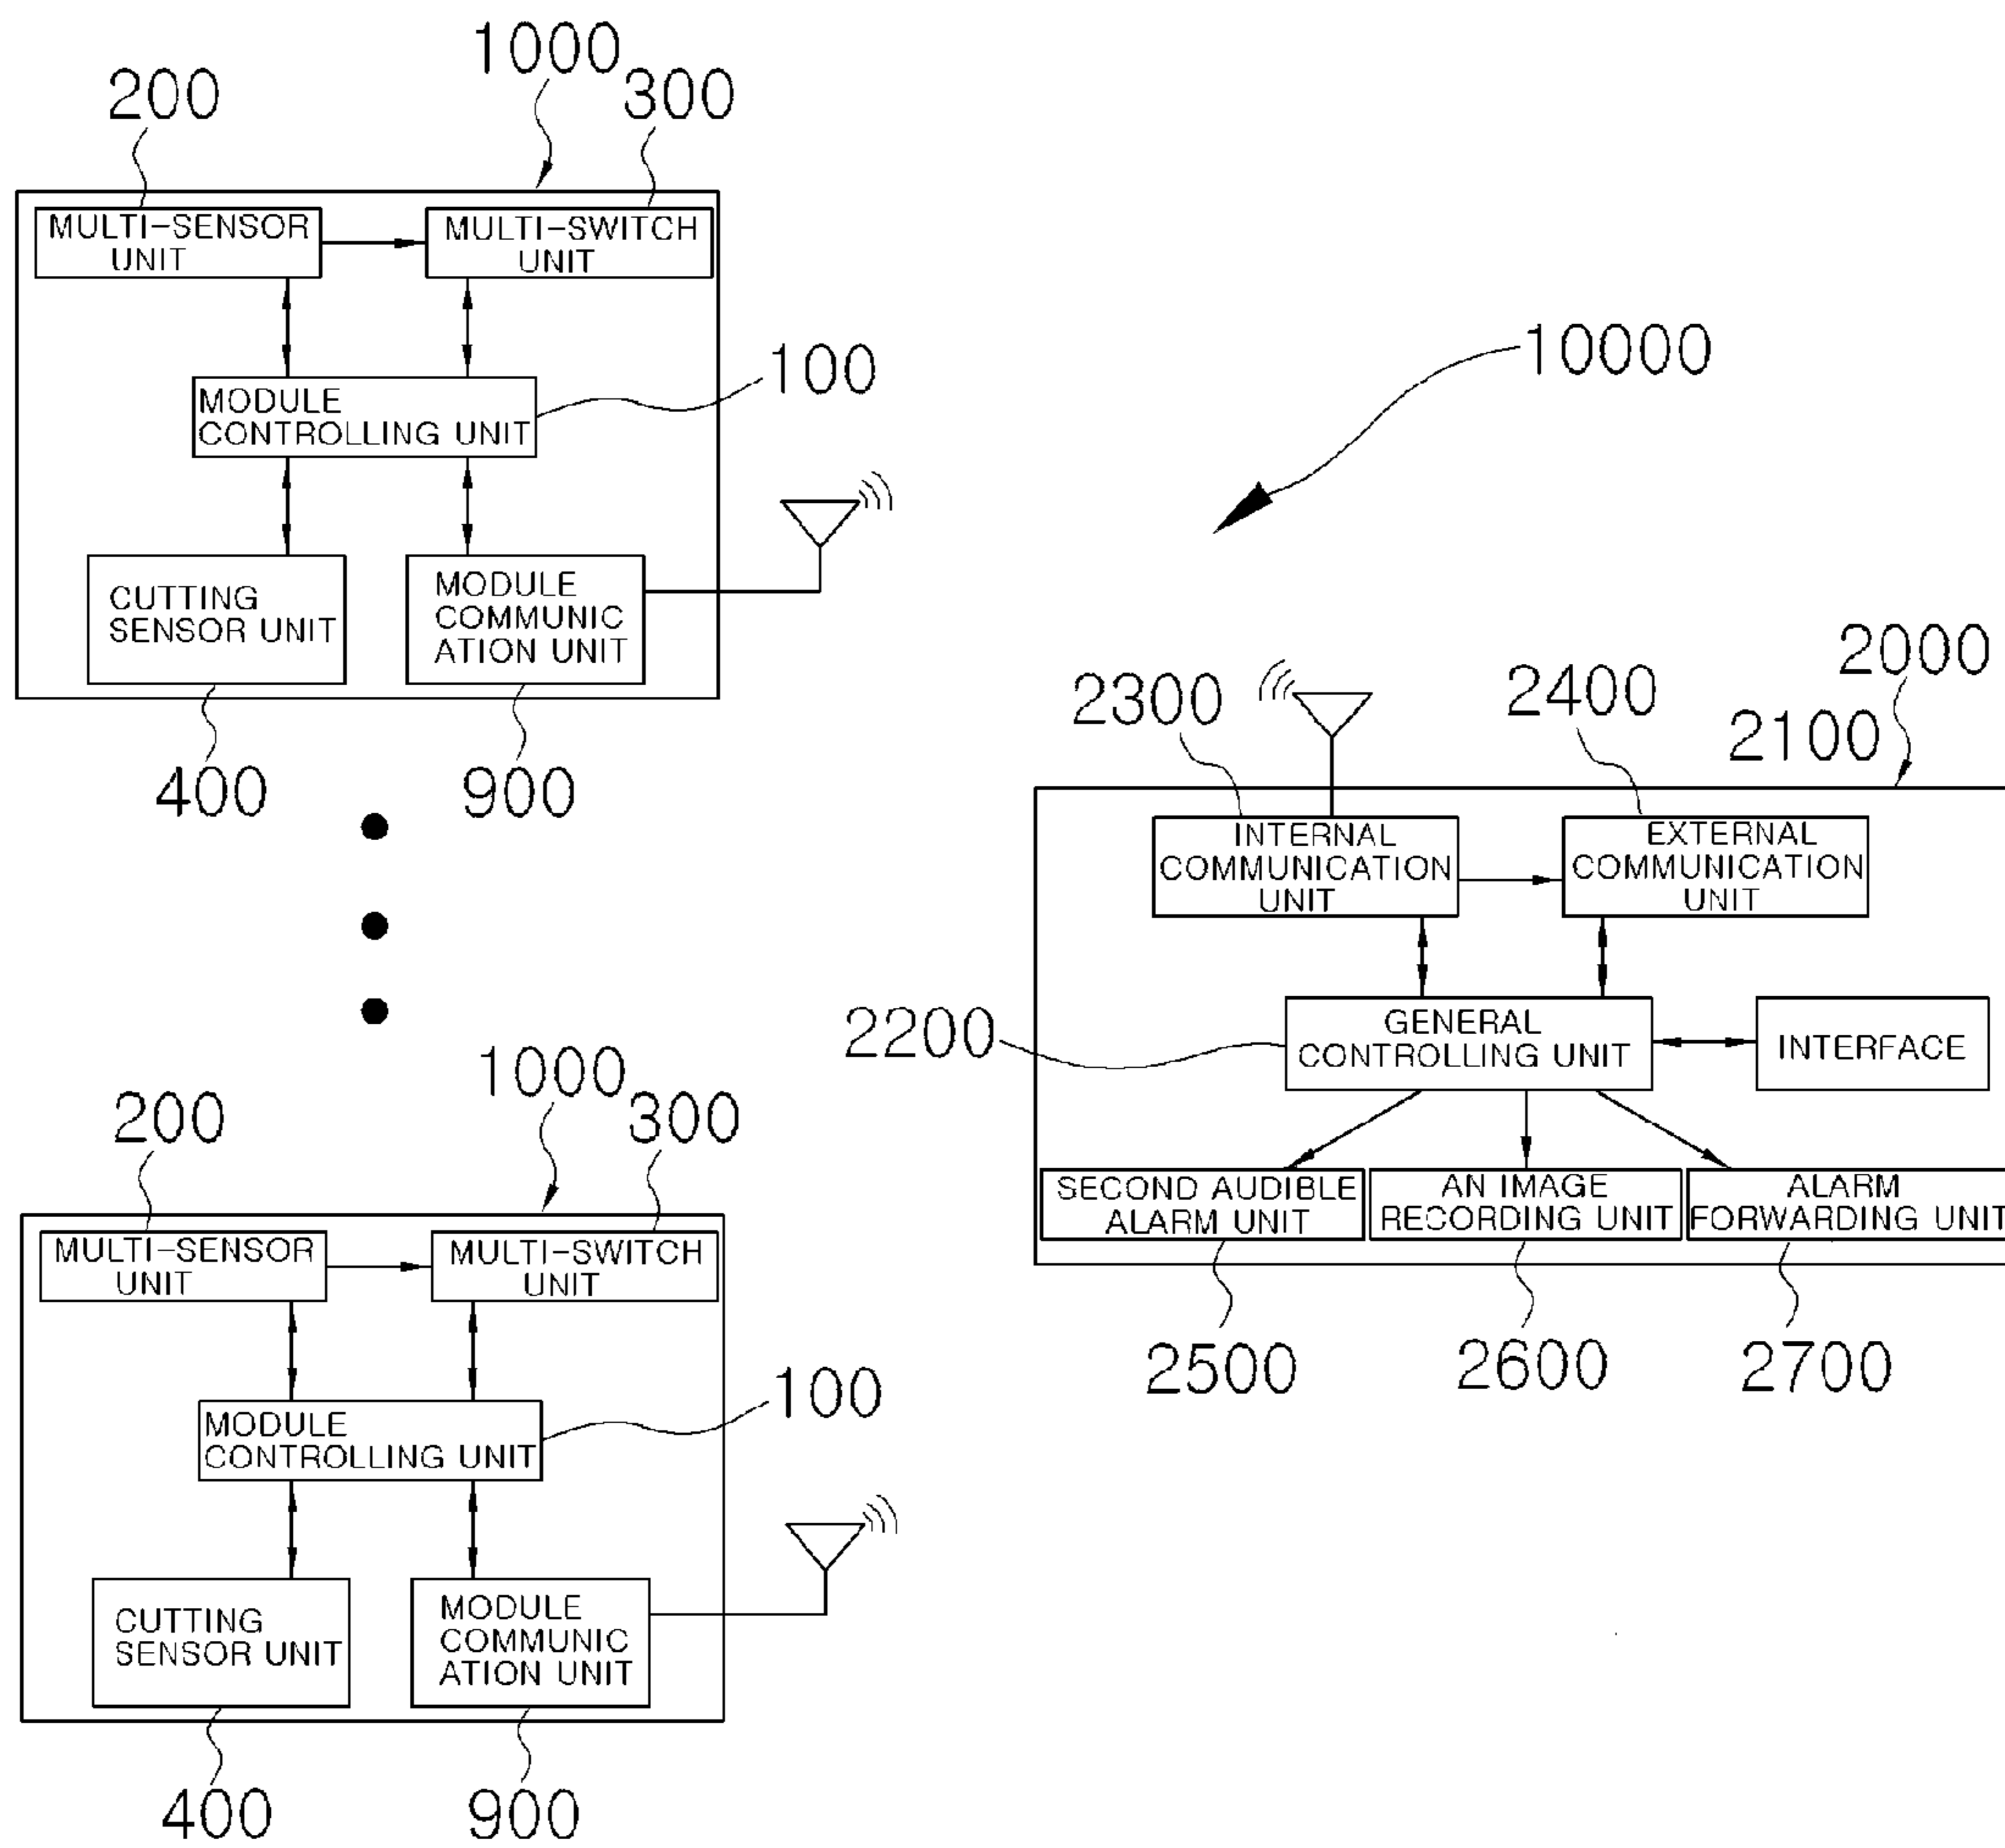 1000
200
300
MULTI-SENSOR
UNIT
MULTI-SWITCH
UNIT
100
MODULE
CONTROLLING UNIT
CUTTING
SENSOR UNIT
MODULE
COMMUNIC
ATION UNIT
400
900
10000
2000
2100
2300
2400
INTERNAL
COMMUNICATION
UNIT
EXTERNAL
COMMUNICATION
UNIT
2200
GENERAL
CONTROLLING UNIT
INTERFACE
SECOND AUDIBLE
ALARM UNIT
AN IMAGE
RECORDING UNIT
ALARM
FORWARDING UNIT
2500
2600
2700
1000
200
300
MULTI-SENSOR
UNIT
MULTI-SWITCH
UNIT
100
MODULE
CONTROLLING UNIT
CUTTING
SENSOR UNIT
MODULE
COMMUNIC
ATION UNIT
400
900